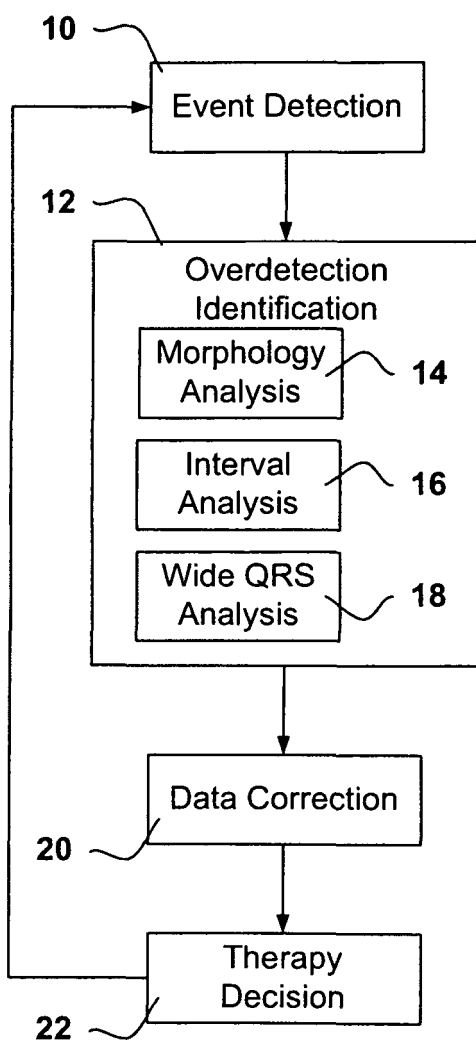 10
Event Detection
12
Overdetection
Identification
Morphology
Analysis
14
Interval
Analysis
16
Wide QRS
Analysis
18
Data Correction
20
Therapy
Decision
22